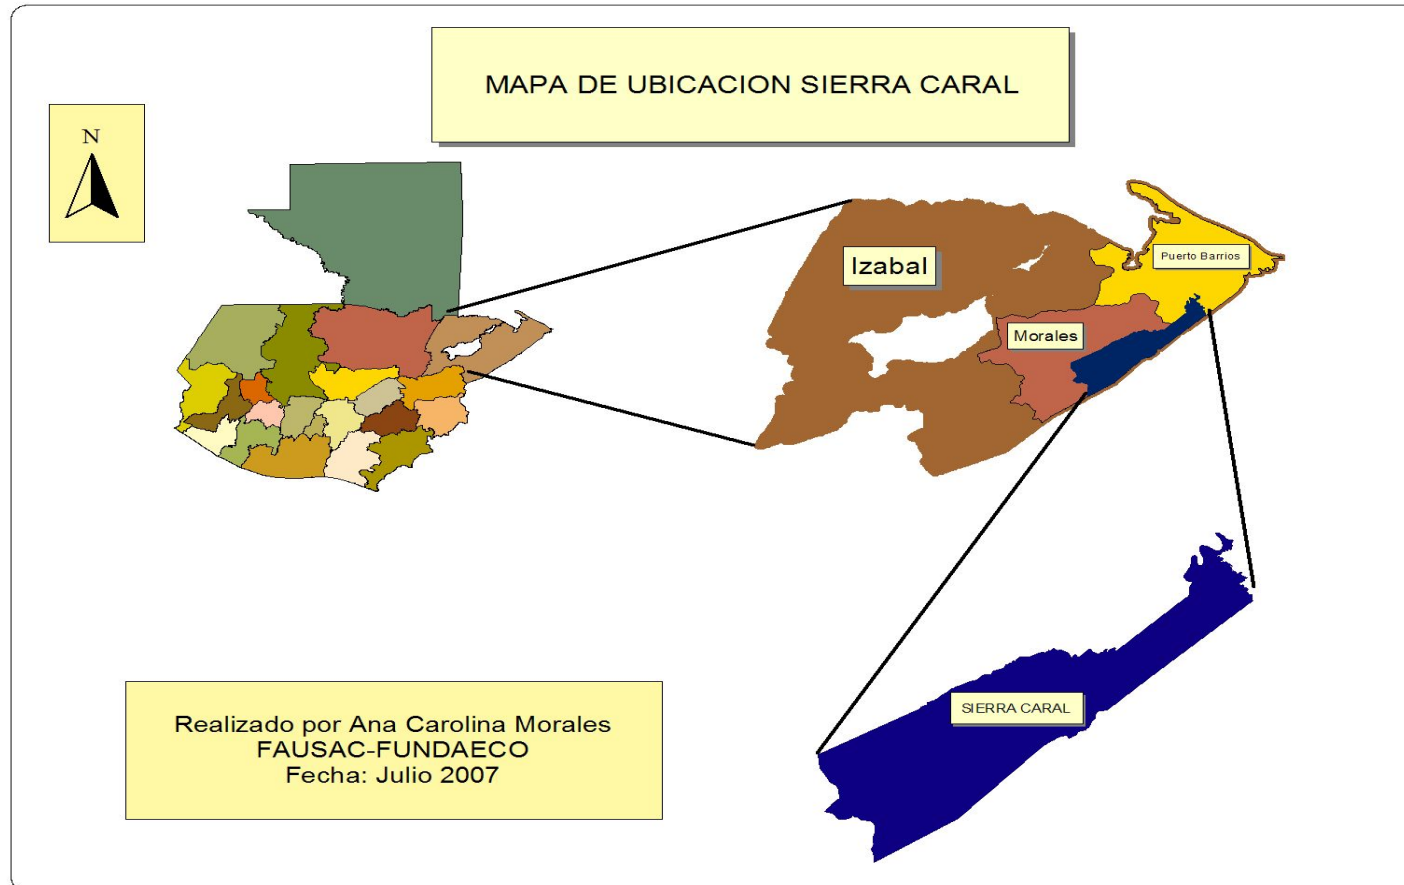 MAPA DE UBICACION SIERRA CARAL
N
Izabal
Puerto Barrios
Morales
SIERRA CARAL
Realizado por Ana Carolina Morales
FAUSAC-FUNDAECO
Fecha: Julio 2007